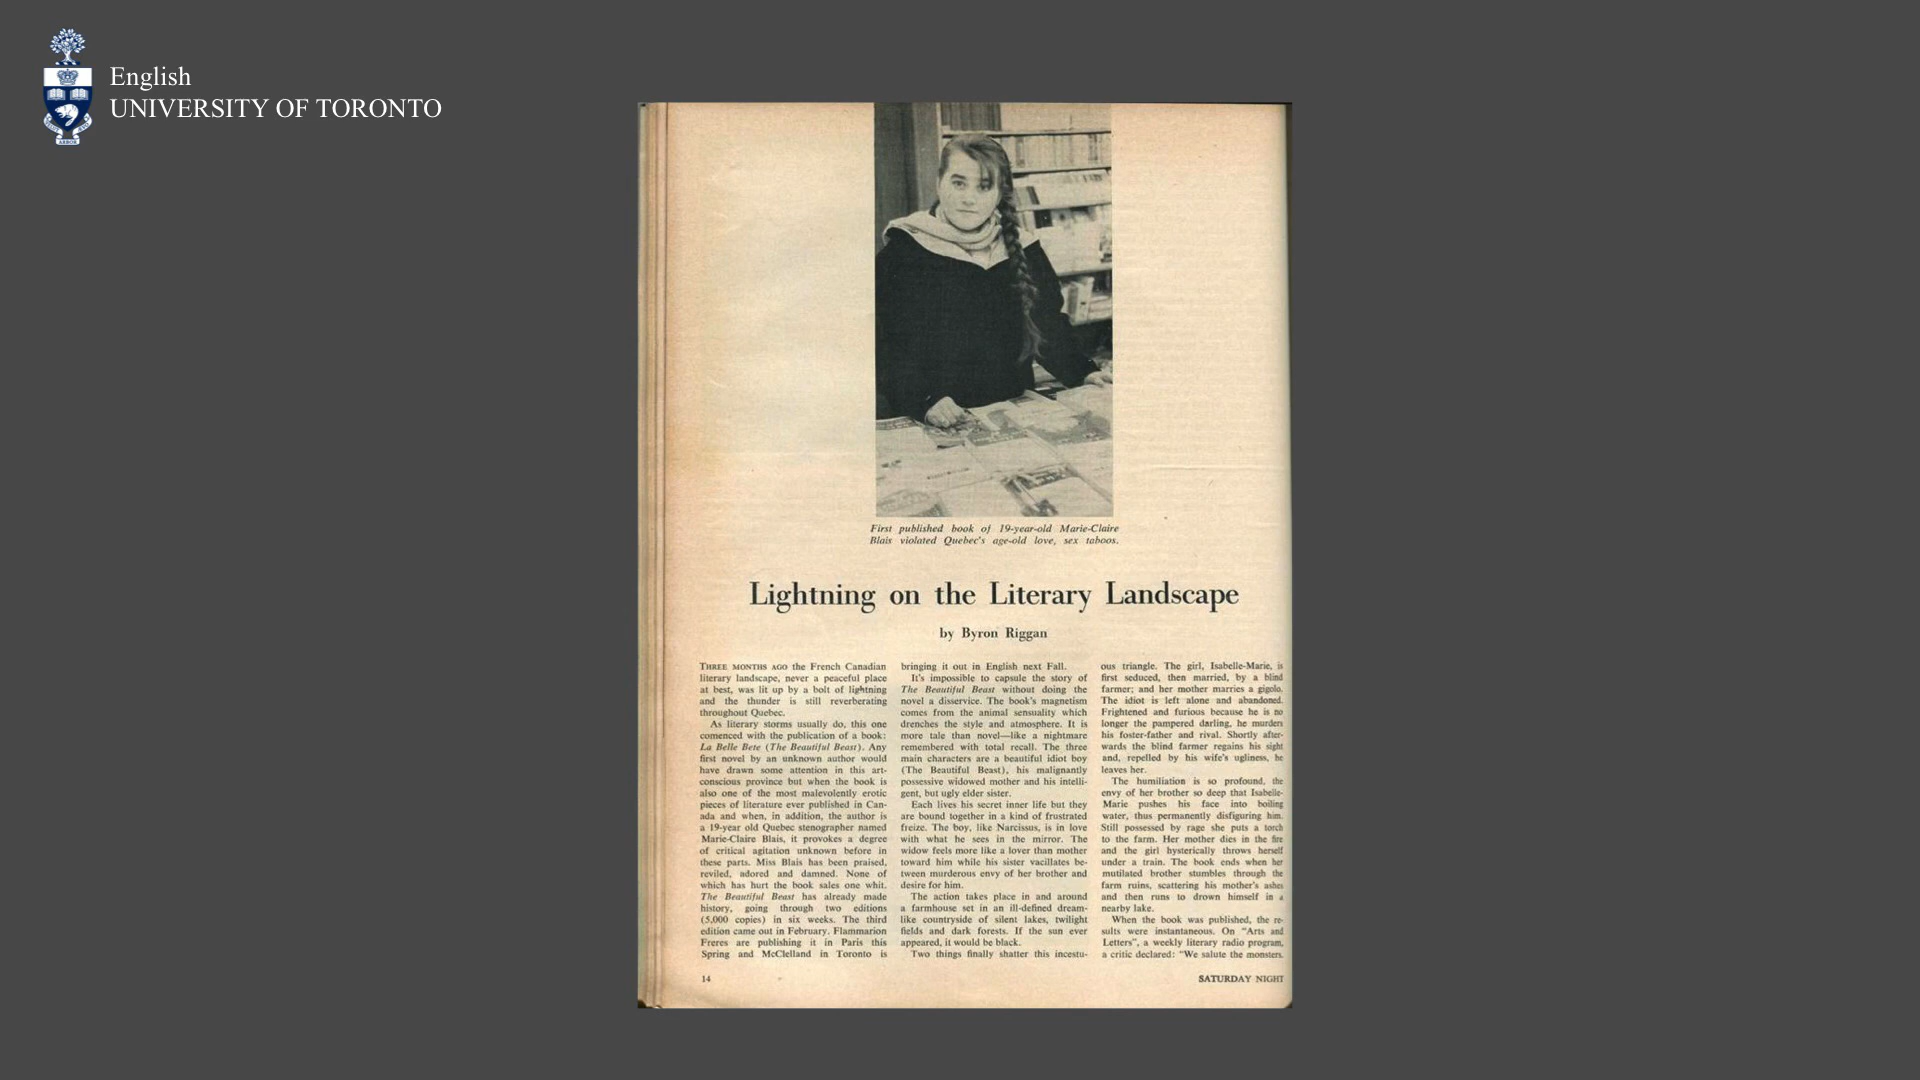 English
UNIVERSITY OF TORONTO
First published book of 19-year-old Marie-Claire
Blais violated Quebec's age-old love, sex taboos.
Lightning on the Literary Landscape
by Byron Riggan
THREE MONTHS AGO the French Canadian
literary landscape, never a peaceful place
at best, was lit up by a bolt of lightning
and the thunder is still reverberating
throughout Quebec.
As literary storms usually do, this one
comenced with the publication of a book:
La Belle Bete (The Beautiful Beast). Any
first novel by an unknown author would
have drawn some attention in this art-
conscious province but when the book is
also one of the most malevolently erotic
pieces of literature ever published in Can-
ada and when, in addition, the author is
a 19-year old Quebec stenographer named
Marie-Claire Blais, it provokes a degree
of critical agitation unknown before in
these parts. Miss Blais has been praised,
reviled, adored and damned. None of
which has hurt the book sales one whit.
The Beautiful Beast has already made
history, going through two editions
(5,000 copies) in six weeks. The third
edition came out in February. Flammarion
Freres are publishing it in Paris this
Spring and McClelland in Toronto is
bringing it out in English next Fall.
It's impossible to capsule the story of
The Beautiful Beast without doing the
novel a disservice. The book's magnetism
comes from the animal sensuality which
drenches the style and atmosphere. It is
more tale than novel—like a nightmare
remembered with total recall. The three
main characters are a beautiful idiot boy
(The Beautiful Beast), his malignantly
possessive widowed mother and his intelli-
gent, but ugly elder sister.
Each lives his secret inner life but they
are bound together in a kind of frustrated
freize. The boy, like Narcissus, is in love
with what he sees in the mirror. The
widow feels more like a lover than mother
toward him while his sister vacillates be-
tween murderous envy of her brother and
desire for him.
The action takes place in and around
a farmhouse set in an ill-defined dream-
like countryside of silent lakes, twilight
fields and dark forests. If the sun ever
appeared, it would be black.
Two things finally shatter this incestu-
ous triangle. The girl, Isabelle-Marie, is
first seduced, then married, by a blind
farmer; and her mother marries a gigolo.
The idiot is left alone and abandoned.
Frightened and furious because he is no
longer the pampered darling, he murders
his foster-father and rival. Shortly after-
wards the blind farmer regains his sight
and, repelled by his wife's ugliness, he
leaves her.
The humiliation is so profound, the
envy of her brother so deep that Isabelle-
Marie pushes his face into boiling
water, thus permanently disfiguring him.
Still possessed by rage she puts a torch
to the farm. Her mother dies in the fire
and the girl hysterically throws herself
under a train. The book ends when her
mutilated brother stumbles through the
farm ruins, scattering his mother's ashes
and then runs to drown himself in a
nearby lake.
When the book was published, the re-
sults were instantaneous. On "Arts and
Letters", a weekly literary radio program,
a critic declared: "We salute the monsters.
14
SATURDAY NIGHT